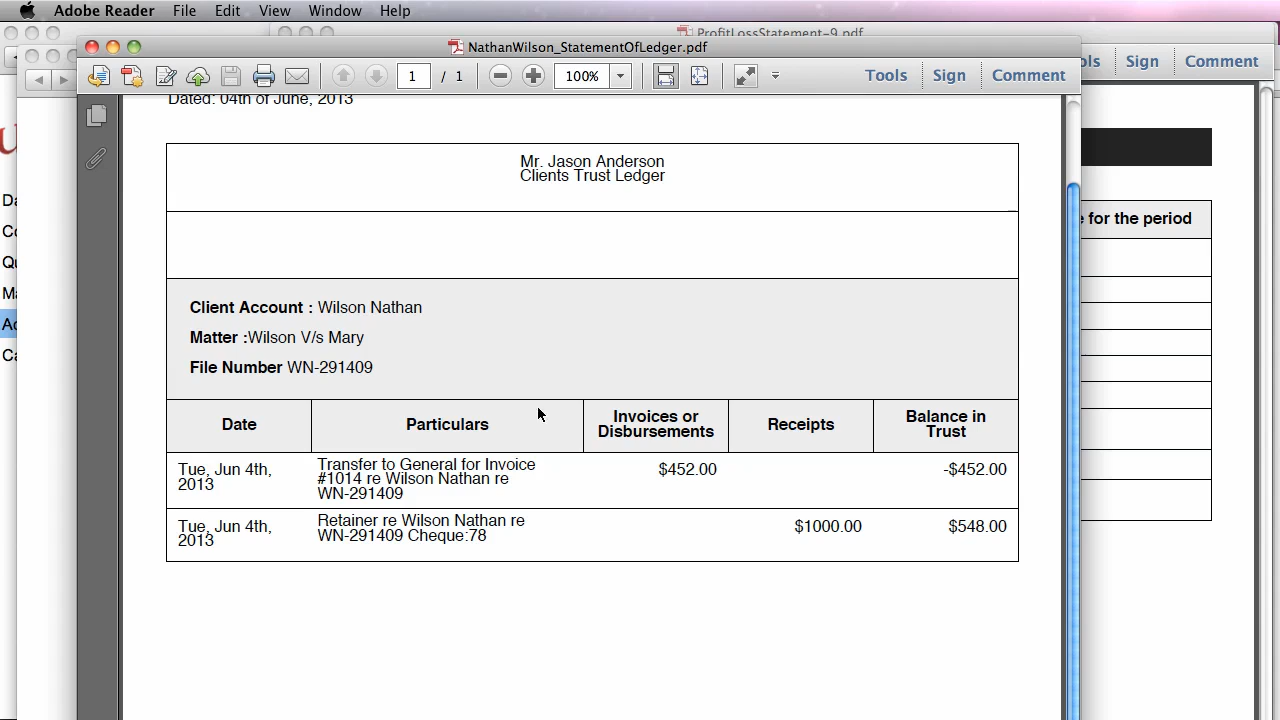 Adobe Reader File Edit View Window Help
ProfitLossStatement-9.pdf
NathanWilson_StatementOfLedger.pdf
1 / 1 100% Tools Sign Comment
ols Sign Comment
Dated: 04th of June, 2013
Mr. Jason Anderson
Clients Trust Ledger
e for the period
Client Account : Wilson Nathan
Matter :Wilson V/s Mary
File Number WN-291409
Date Particulars Invoices or Disbursements Receipts Balance in Trust
Tue, Jun 4th, 2013 Transfer to General for Invoice #1014 re Wilson Nathan re WN-291409 $452.00 -$452.00
Tue, Jun 4th, 2013 Retainer re Wilson Nathan re WN-291409 Cheque:78 $1000.00 $548.00